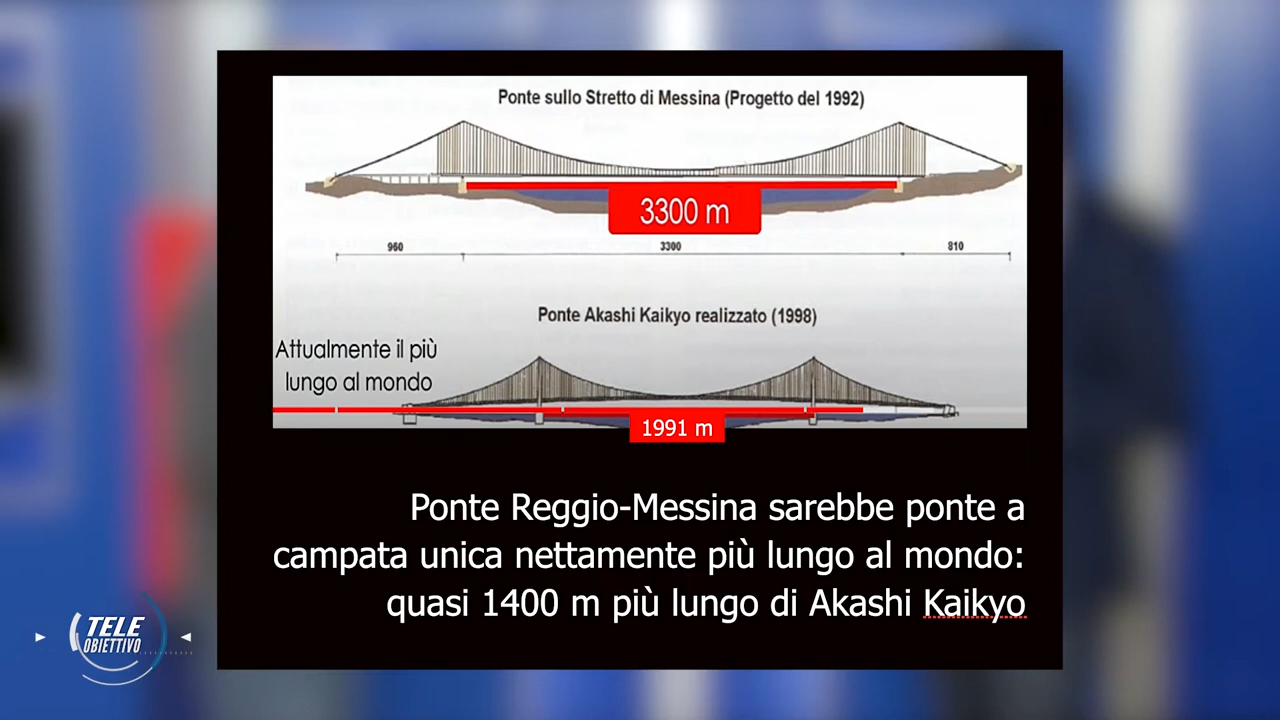 Ponte sullo Stretto di Messina (Progetto del 1992)
3300 m
960 3300 810
Ponte Akashi Kaikyo realizzato (1998)
Attualmente il più
lungo al mondo
1991 m
Ponte Reggio-Messina sarebbe ponte a
campata unica nettamente più lungo al mondo:
quasi 1400 m più lungo di Akashi Kaikyo
TELE
OBIETTIVO